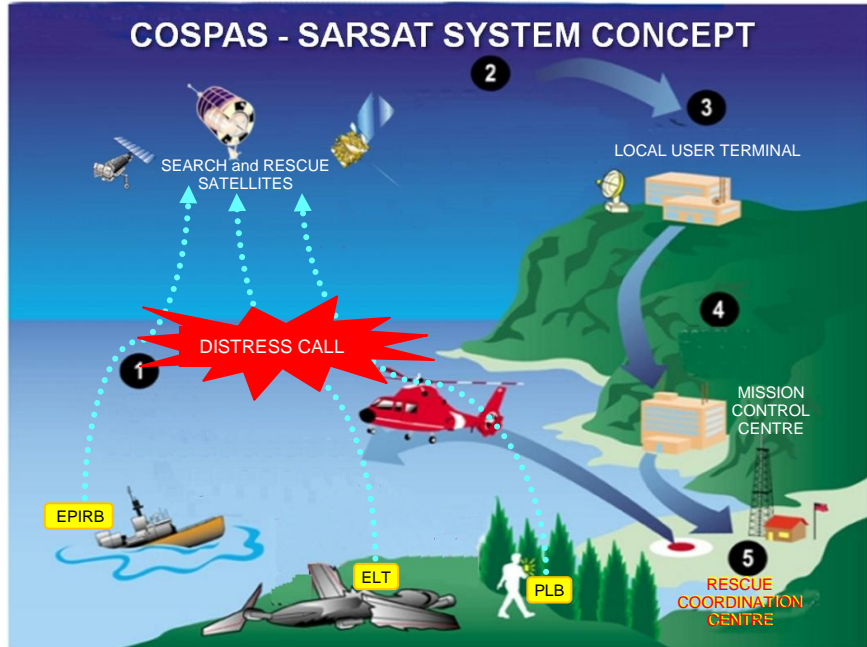 COSPAS - SARSAT SYSTEM CONCEPT
2
3
LOCAL USER TERMINAL
SEARCH and RESCUE
SATELLITES
4
DISTRESS CALL
1
MISSION
CONTROL
CENTRE
EPIRB
5
ELT
PLB
RESCUE
COORDINATION
CENTRE